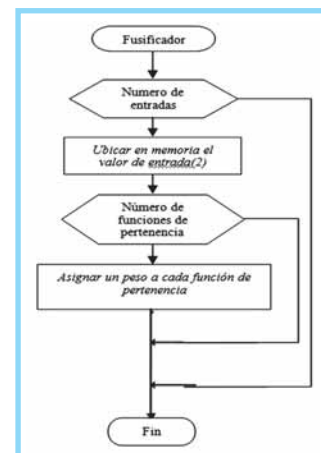 Fusificador
Numero de
entradas
Ubicar en memoria el
valor de entrada(2)
Número de
funciones de
pertenencia
Asignar un peso a cada función de
pertenencia
Fin